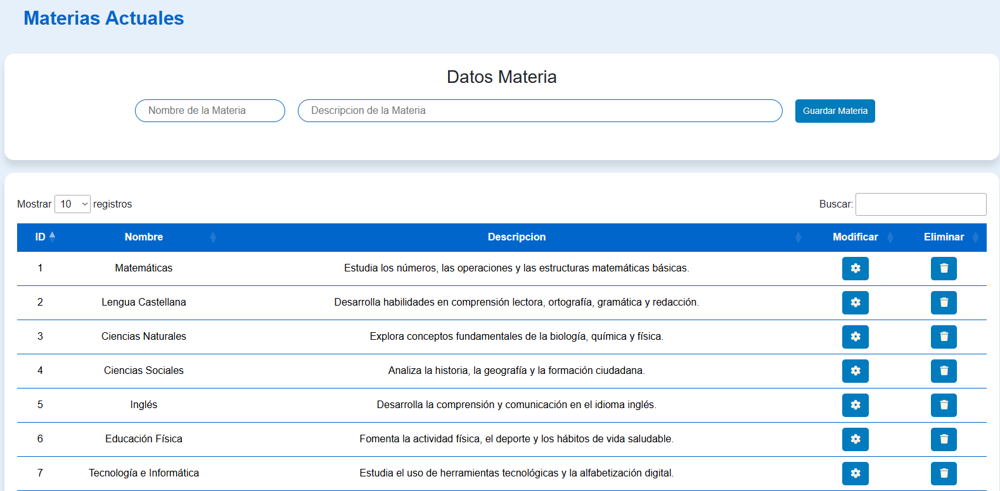 Materias Actuales
Datos Materia
Nombre de la Materia Descripcion de la Materia Guardar Materia
Mostrar 10 registros Buscar:
ID Nombre Descripcion Modificar Eliminar
1 Matemáticas Estudia los números, las operaciones y las estructuras matemáticas básicas.
2 Lengua Castellana Desarrolla habilidades en comprensión lectora, ortografía, gramática y redacción.
3 Ciencias Naturales Explora conceptos fundamentales de la biología, química y física.
4 Ciencias Sociales Analiza la historia, la geografía y la formación ciudadana.
5 Inglés Desarrolla la comprensión y comunicación en el idioma inglés.
6 Educación Física Fomenta la actividad física, el deporte y los hábitos de vida saludable.
7 Tecnología e Informática Estudia el uso de herramientas tecnológicas y la alfabetización digital.